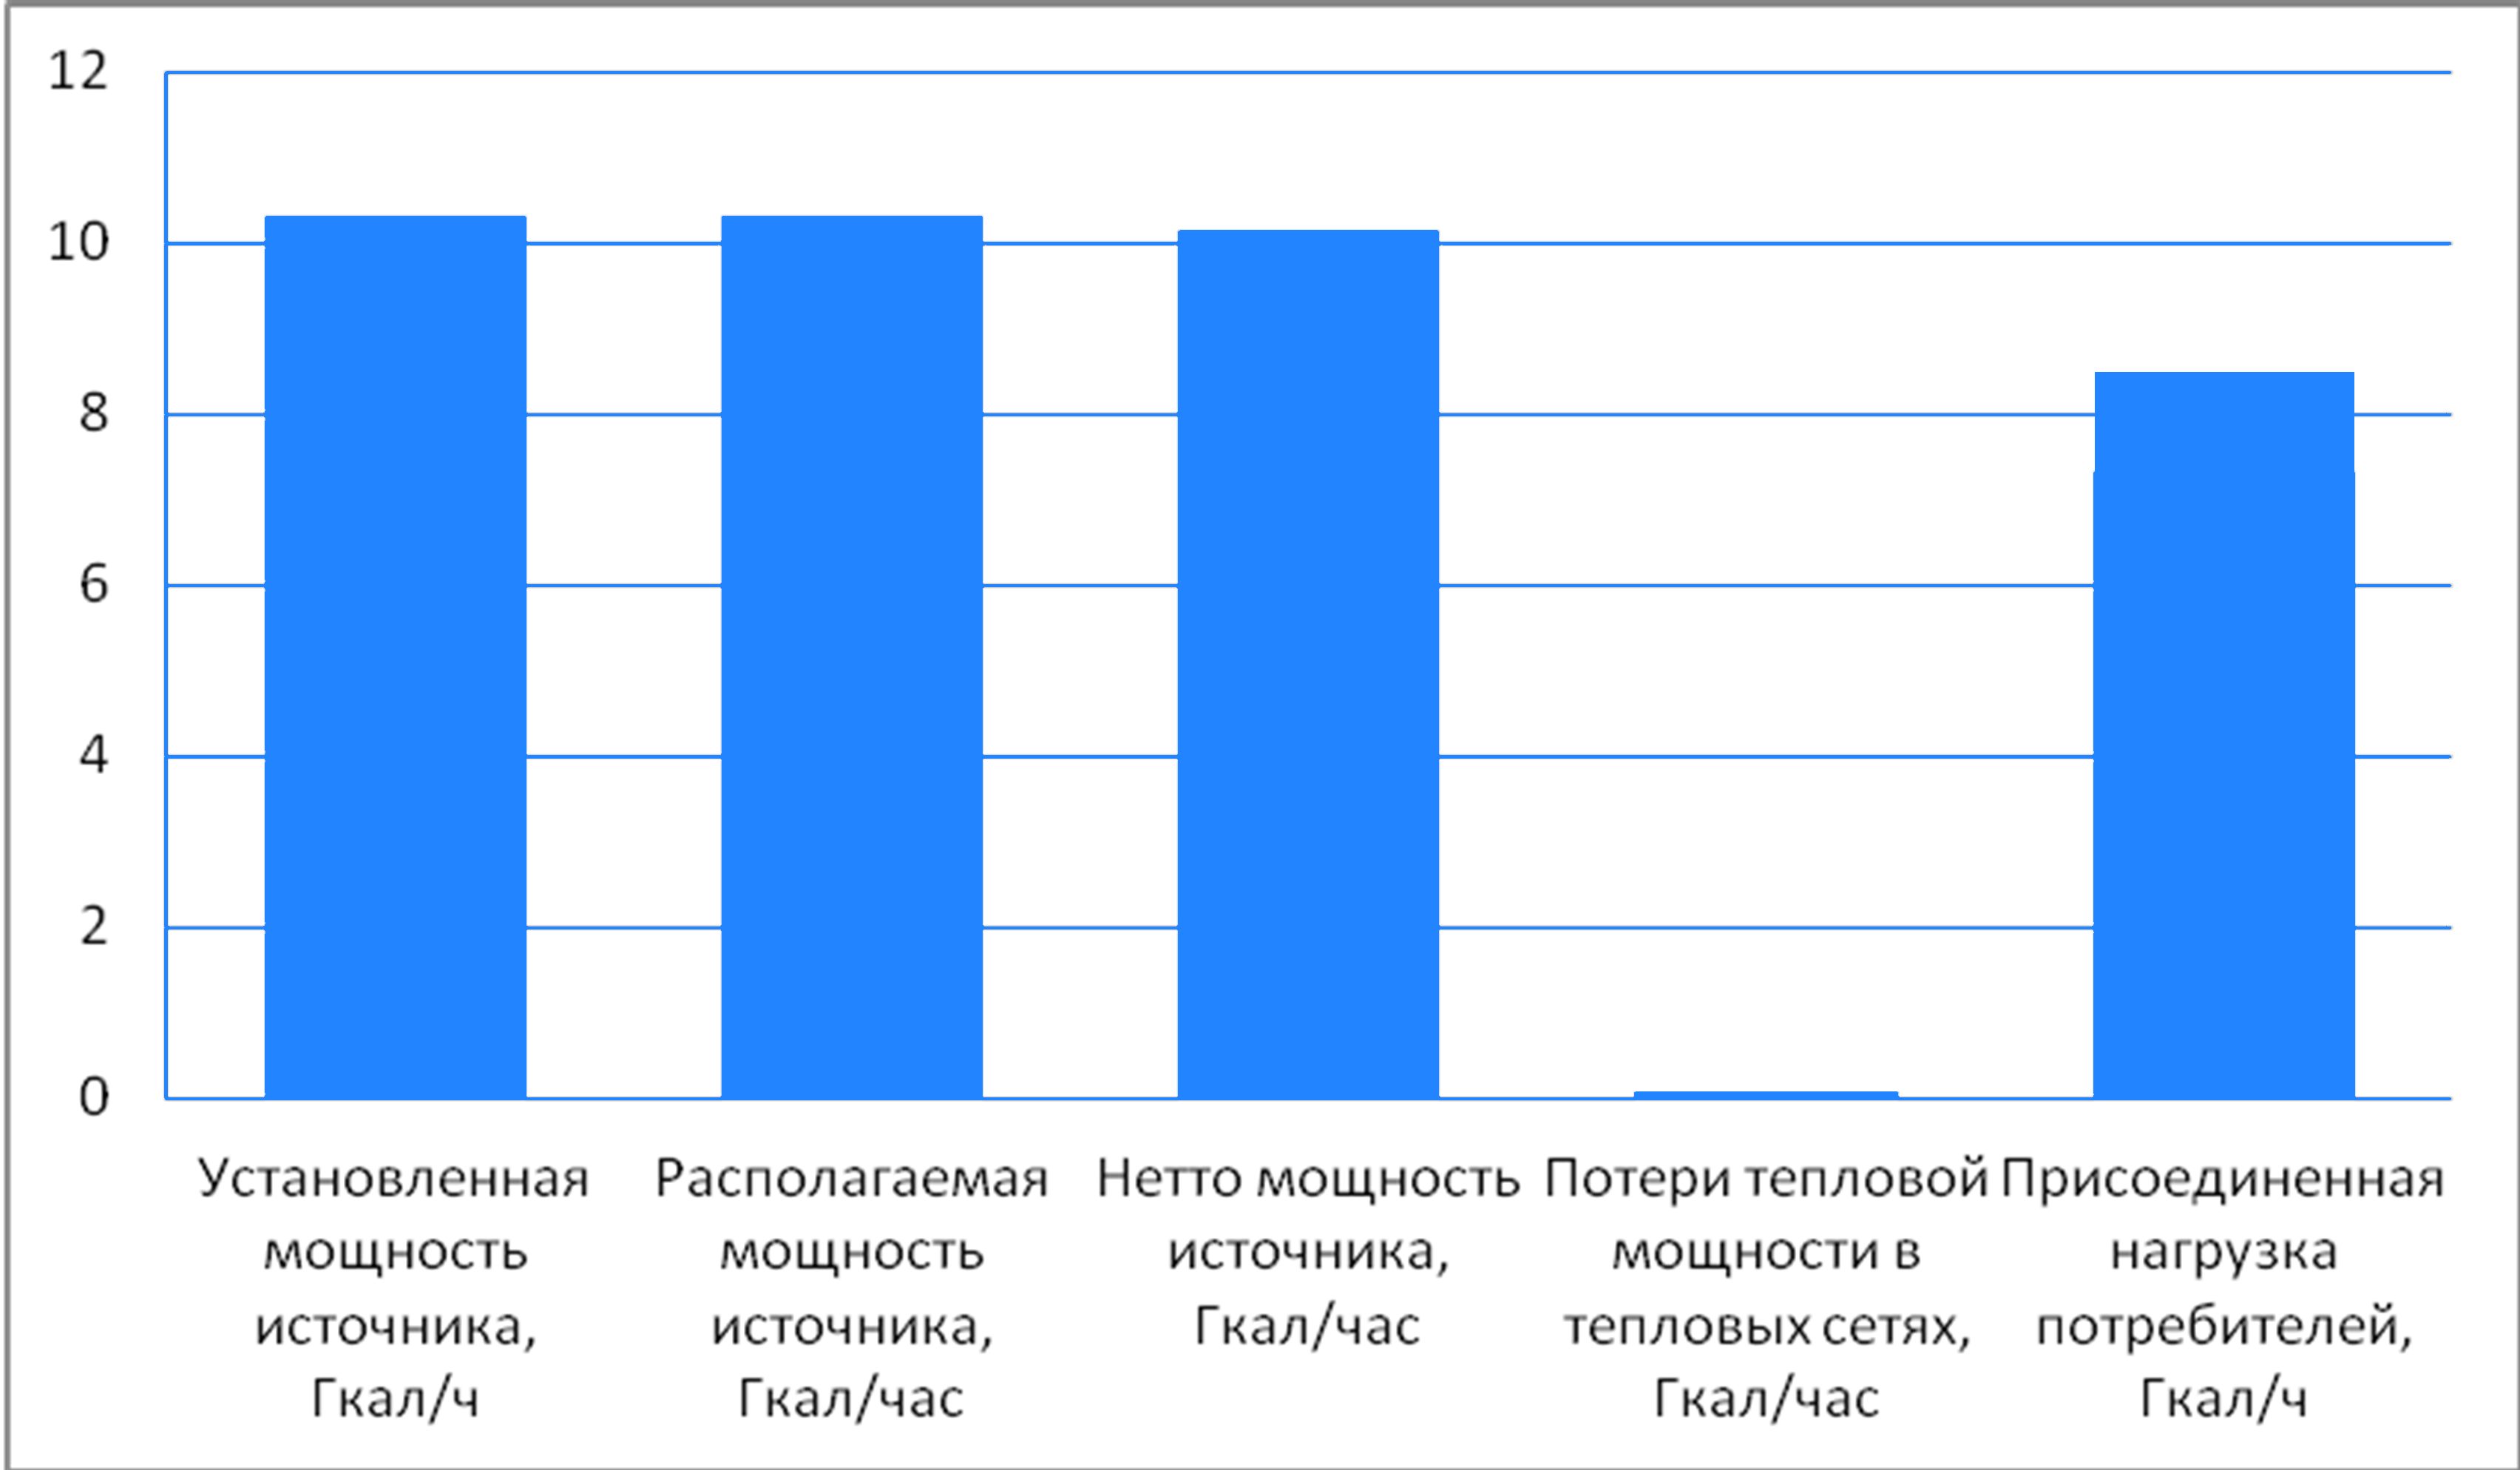 12
10
8
6
4
2
0
Установленная
мощность
источника,
Гкал/ч
Располагаемая
мощность
источника,
Гкал/час
Нетто мощность
источника,
Гкал/час
Потери тепловой
мощности в
тепловых сетях,
Гкал/час
Присоединенная
нагрузка
потребителей,
Гкал/ч